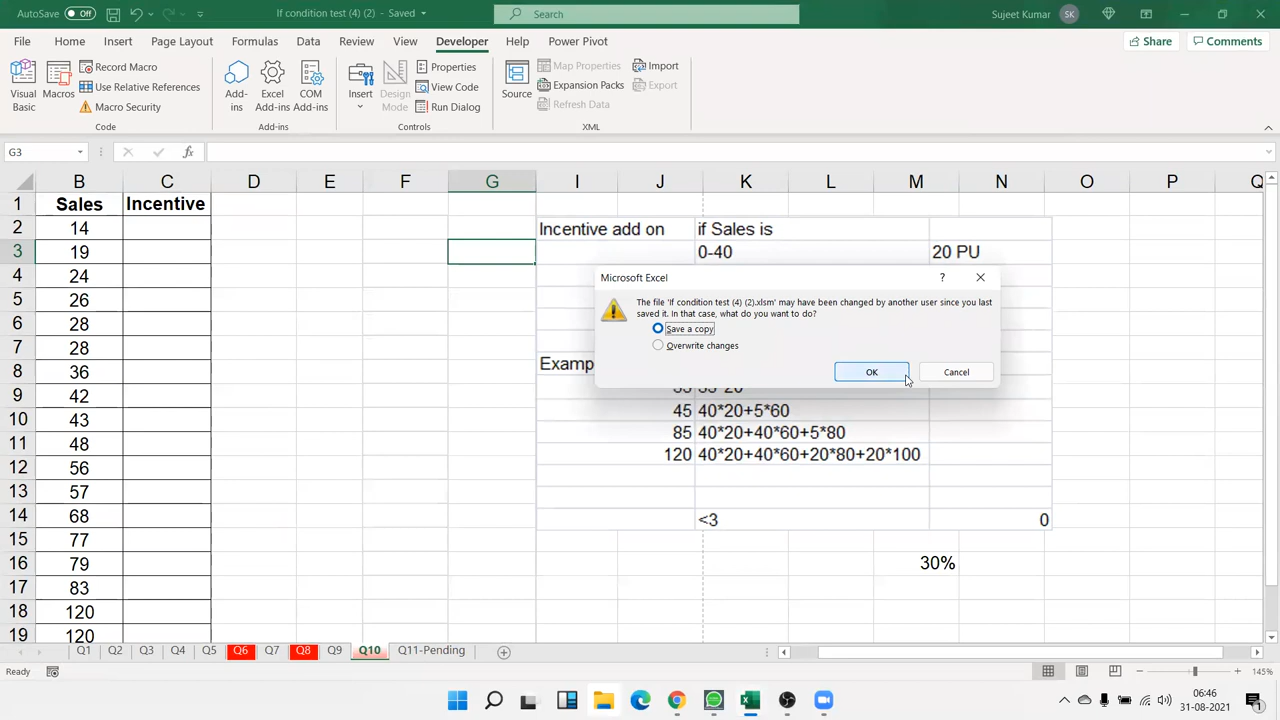 AutoSave Off If condition test (4) (2) - Saved Search Sujeet Kumar SK
File Home Insert Page Layout Formulas Data Review View Developer Help Power Pivot Share Comments
Visual Basic
Macros
Record Macro
Use Relative References
Macro Security
Code
Add-ins
Excel Add-ins
COM Add-ins
Add-ins
Insert
Design Mode
Properties
View Code
Run Dialog
Controls
Source
Map Properties
Expansion Packs
Refresh Data
Import
Export
XML
G3 fx
B C D E F G I J K L M N O P Q
1 Sales Incentive
2 14 Incentive add on if Sales is
3 19 0-40 20 PU
4 24
5 26
6 28
7 28
8 36
9 42
10 43 45 40*20+5*60
11 48 85 40*20+40*60+5*80
12 56 120 40*20+40*60+20*80+20*100
13 57
14 68 <3 0
15 77
16 79 30%
17 83
18 120
19 120
Microsoft Excel ?
The file 'If condition test (4) (2).xlsm' may have been changed by another user since you last
saved it. In that case, what do you want to do?
Save a copy
Overwrite changes
OK Cancel
Q1 Q2 Q3 Q4 Q5 Q6 Q7 Q8 Q9 Q10 Q11-Pending
Ready 145%
06:46
31-08-2021
1